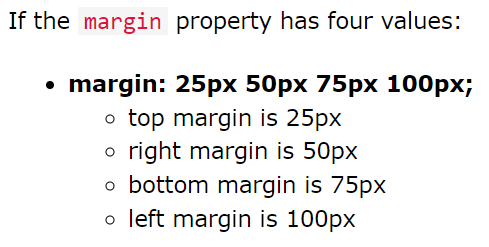 If the margin property has four values:
margin: 25px 50px 75px 100px;
top margin is 25px
right margin is 50px
bottom margin is 75px
left margin is 100px